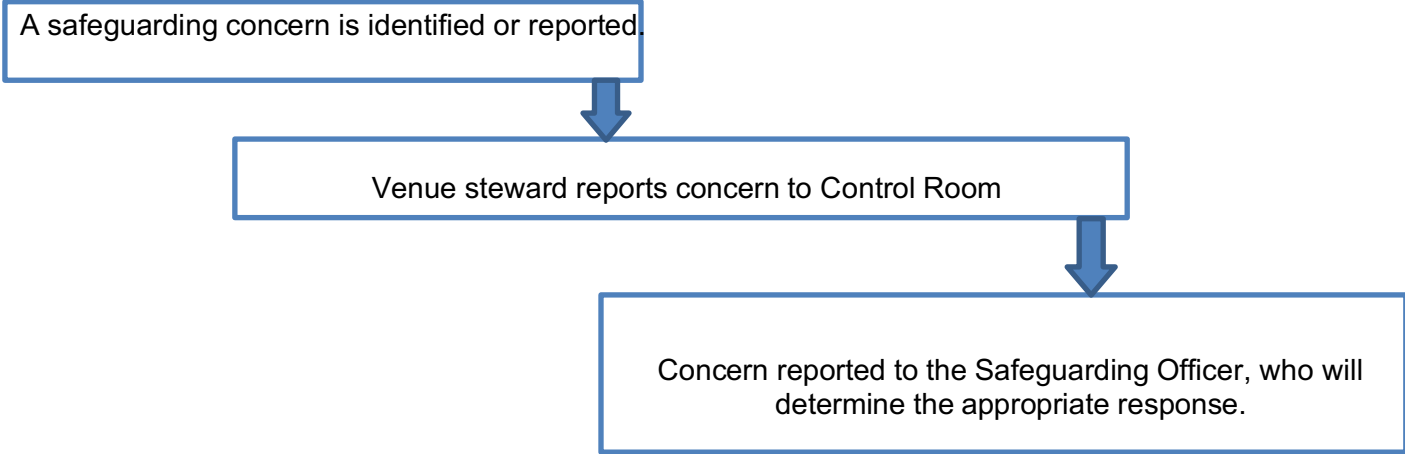 A safeguarding concern is identified or reported.
Venue steward reports concern to Control Room
Concern reported to the Safeguarding Officer, who will
determine the appropriate response.